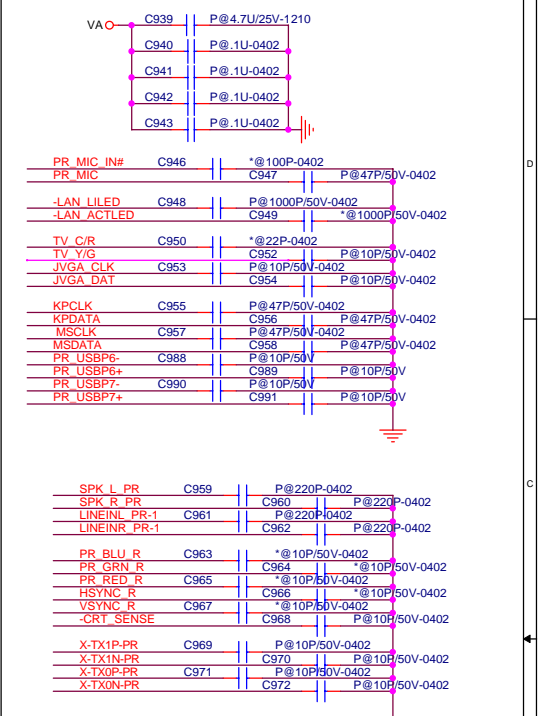 VA C939 P@4.7U/25V-1210
C940 P@.1U-0402
C941 P@.1U-0402
C942 P@.1U-0402
C943 P@.1U-0402
PR_MIC_IN# C946 *@100P-0402
PR_MIC C947 P@47P/50V-0402
D
-LAN_LILED C948 P@1000P/50V-0402
-LAN_ACTLED C949 *@1000P/50V-0402
TV_C/R C950 *@22P-0402
TV_Y/G C952 P@10P/50V-0402
JVGA_CLK C953 P@10P/50V-0402
JVGA_DAT C954 P@10P/50V-0402
KPCLK C955 P@47P/50V-0402
KPDATA C956 P@47P/50V-0402
MSCLK C957 P@47P/50V-0402
MSDATA C958 P@47P/50V-0402
PR_USBP6- C988 P@10P/50V
PR_USBP6+ C989 P@10P/50V
PR_USBP7- C990 P@10P/50V
PR_USBP7+ C991 P@10P/50V
C
SPK_L_PR C959 P@220P-0402
SPK_R_PR C960 P@220P-0402
LINEINL_PR-1 C961 P@220P-0402
LINEINR_PR-1 C962 P@220P-0402
PR_BLU_R C963 *@10P/50V-0402
PR_GRN_R C964 *@10P/50V-0402
PR_RED_R C965 *@10P/50V-0402
HSYNC_R C966 *@10P/50V-0402
VSYNC_R C967 *@10P/50V-0402
-CRT_SENSE C968 P@10P/50V-0402
X-TX1P-PR C969 P@10P/50V-0402
X-TX1N-PR C970 P@10P/50V-0402
X-TX0P-PR C971 P@10P/50V-0402
X-TX0N-PR C972 P@10P/50V-0402